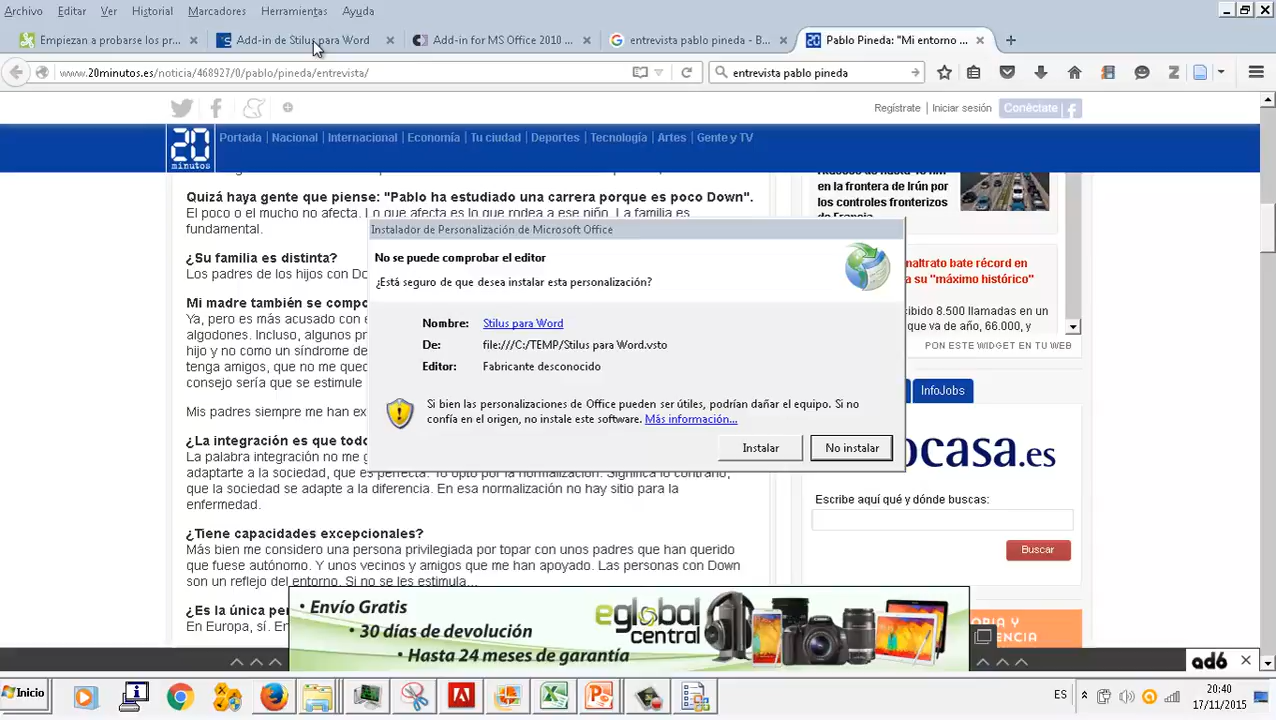 Archivo Editar Ver Historial Marcadores Herramientas Ayuda
Empiezan a probarse los pr... Add-in de Stilus para Word Add-in for MS Office 2010 ... entrevista pablo pineda - B... Pablo Pineda: "Mi entorno ...
www.20minutos.es/noticia/468927/0/pablo/pineda/entrevista/ entrevista pablo pineda
Regístrate Iniciar sesión Conéctate
20 minutos
Portada Nacional Internacional Economía Tu ciudad Deportes Tecnología Artes Gente y TV
Quizá haya gente que piense: "Pablo ha estudiado una carrera porque es poco Down".
El poco o el mucho no afecta. Lo que afecta es lo que rodea a ese niño. La familia es
fundamental.
¿Su familia es distinta?
Los padres de los hijos con Do
Mi madre también se compo
Ya, pero es más acusado con e
algodones. Incluso, algunos pr
hijo y no como un síndrome de
tenga amigos, que no me quec
consejo sería que se estimule
Mis padres siempre me han ex
¿La integración es que todo
La palabra integración no me g
adaptarte a la sociedad, que es perfecta. Yo opto por la normalización. Significa lo contrario,
que la sociedad se adapte a la diferencia. En esa normalización no hay sitio para la
enfermedad.
¿Tiene capacidades excepcionales?
Más bien me considero una persona privilegiada por topar con unos padres que han querido
que fuese autónomo. Y unos vecinos y amigos que me han apoyado. Las personas con Down
son un reflejo del entorno. Si no se les estimula...
¿Es la única per
En Europa, sí. En
Instalador de Personalización de Microsoft Office
No se puede comprobar el editor
¿Está seguro de que desea instalar esta personalización?
Nombre: Stilus para Word
De: file:///C:/TEMP/Stilus para Word.vsto
Editor: Fabricante desconocido
Si bien las personalizaciones de Office pueden ser útiles, podrían dañar el equipo. Si no
confía en el origen, no instale este software. Más información...
Instalar No instalar
en la frontera de Irún por
los controles fronterizos
de Francia
maltrato bate récord en
a su "máximo histórico"
cibido 8.500 llamadas en un
que va de año, 66.000, y
PON ESTE WIDGET EN TU WEB
InfoJobs
ocasa.es
Escribe aquí qué y dónde buscas:
Buscar
• Envío Gratis
• 30 días de devolución
• Hasta 24 meses de garantía
eglobal
central
ad6
Inicio
ES
20:40
17/11/2015